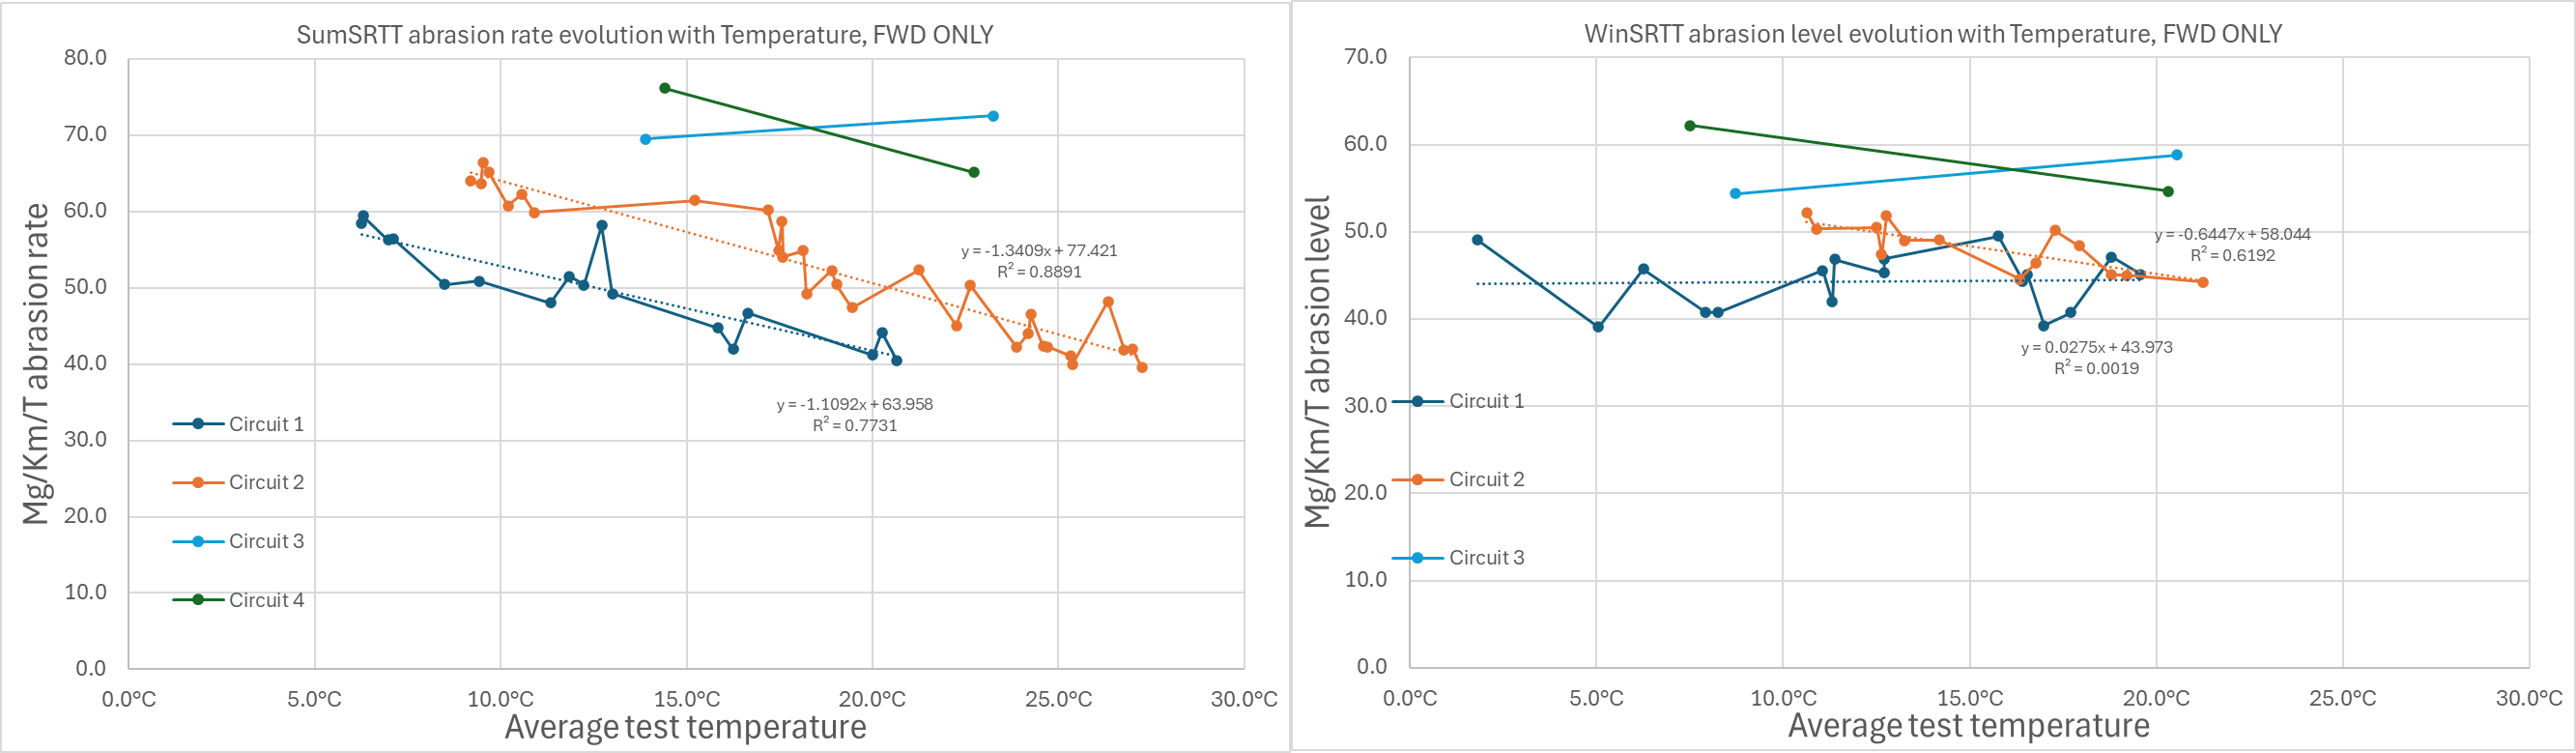 SumSRTT abrasion rate evolution with Temperature, FWD ONLY
Mg/Km/T abrasion rate
80.0
70.0
60.0
50.0
40.0
30.0
20.0
10.0
0.0
y = -1.3409x + 77.421
R² = 0.8891
y = -1.1092x + 63.958
R² = 0.7731
Circuit 1
Circuit 2
Circuit 3
Circuit 4
0.0°C 5.0°C 10.0°C 15.0°C 20.0°C 25.0°C 30.0°C
Average test temperature
WinSRTT abrasion level evolution with Temperature, FWD ONLY
Mg/Km/T abrasion level
70.0
60.0
50.0
40.0
30.0
20.0
10.0
0.0
y = -0.6447x + 58.044
R² = 0.6192
y = 0.0275x + 43.973
R² = 0.0019
Circuit 1
Circuit 2
Circuit 3
0.0°C 5.0°C 10.0°C 15.0°C 20.0°C 25.0°C 30.0°C
Average test temperature